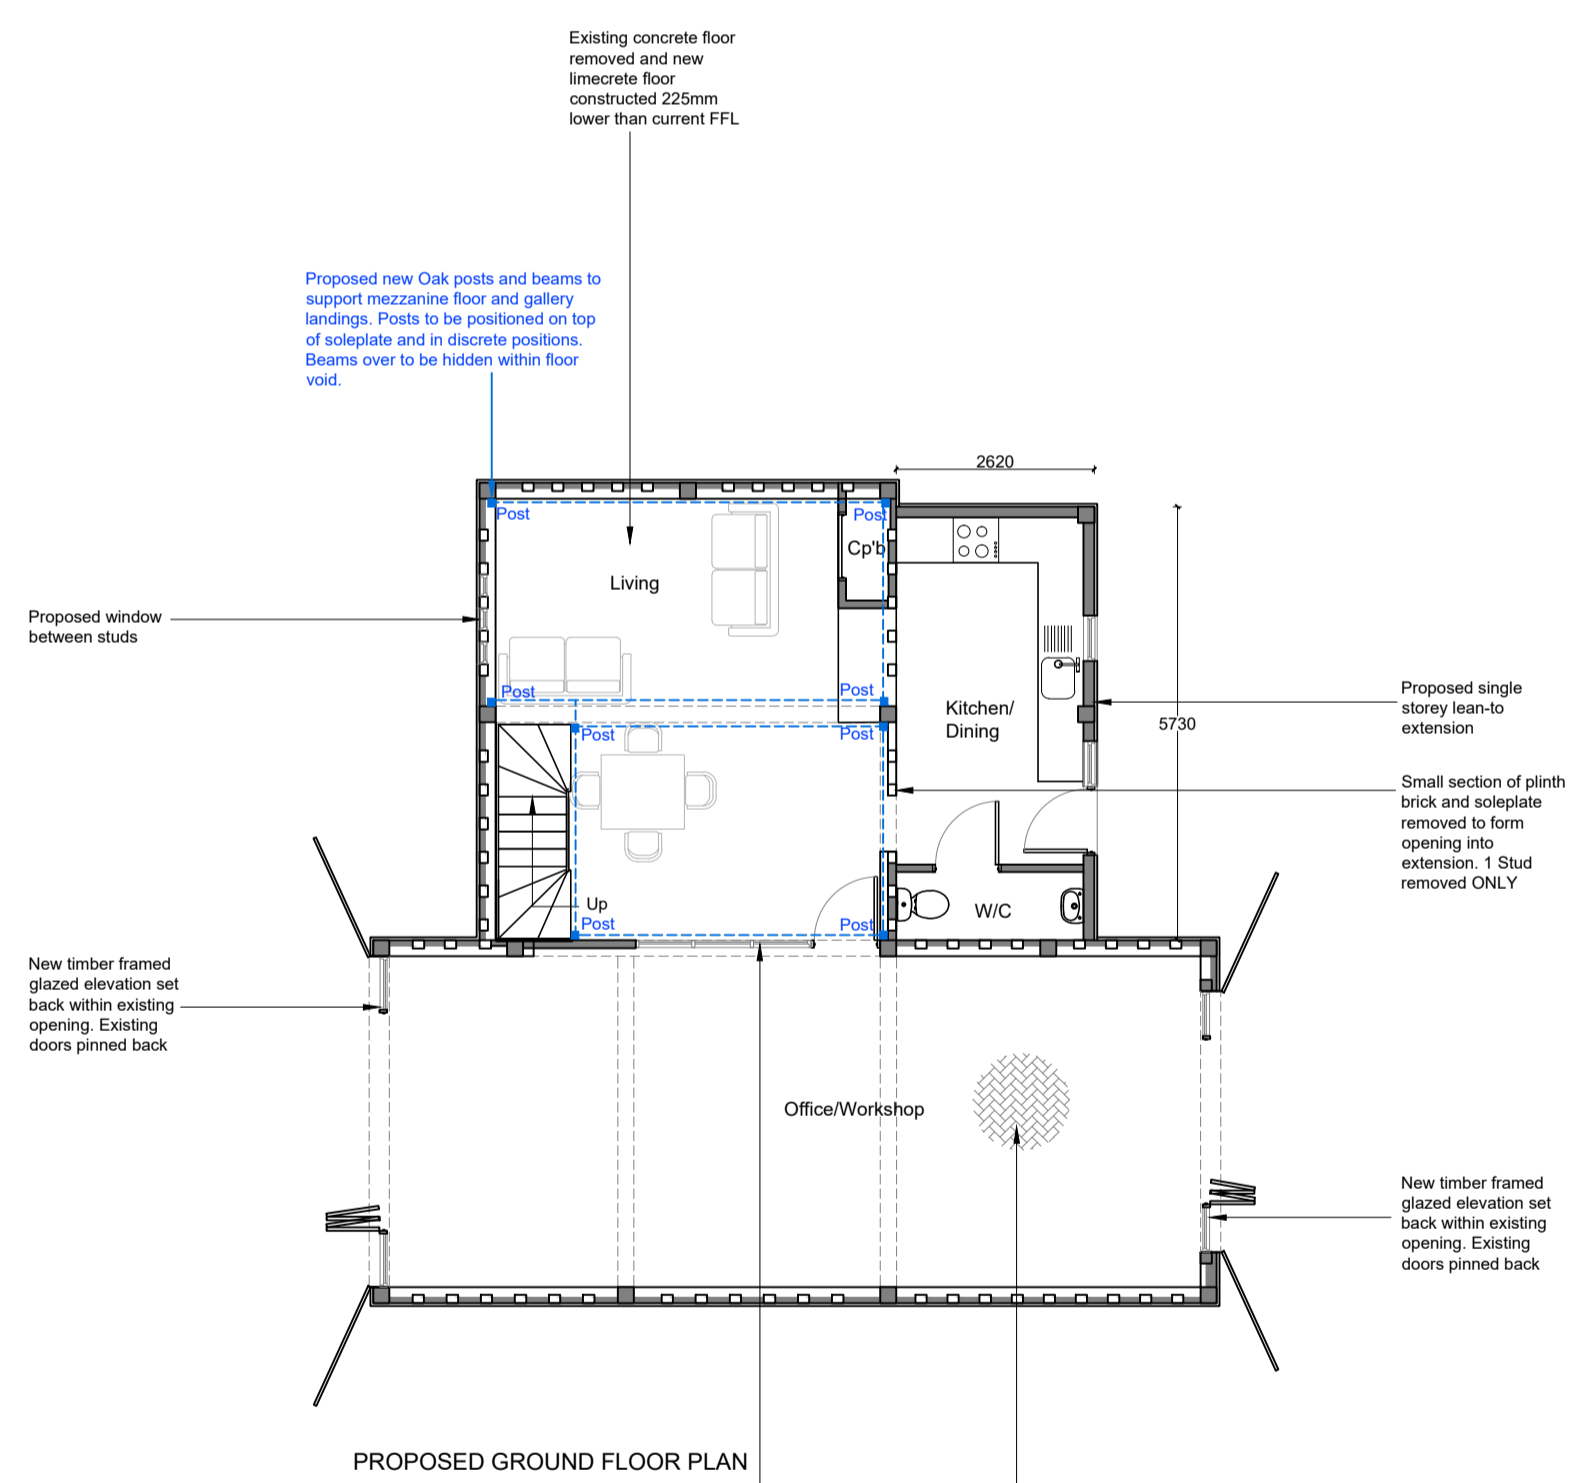 Existing concrete floor
removed and new
limecrete floor
constructed 225mm
lower than current FFL
Proposed new Oak posts and beams to
support mezzanine floor and gallery
landings. Posts to be positioned on top
of soleplate and in discrete positions.
Beams over to be hidden within floor
void.
2620
Post
Post
Cp'b
Living
Proposed window
between studs
Post
Post
Kitchen/
Dining
Proposed single
storey lean-to
extension
5730
Post
Post
Small section of plinth
brick and soleplate
removed to form
opening into
extension. 1 Stud
removed ONLY
Up
W/C
Post
Post
New timber framed
glazed elevation set
back within existing
opening. Existing
doors pinned back
Office/Workshop
New timber framed
glazed elevation set
back within existing
opening. Existing
doors pinned back
PROPOSED GROUND FLOOR PLAN